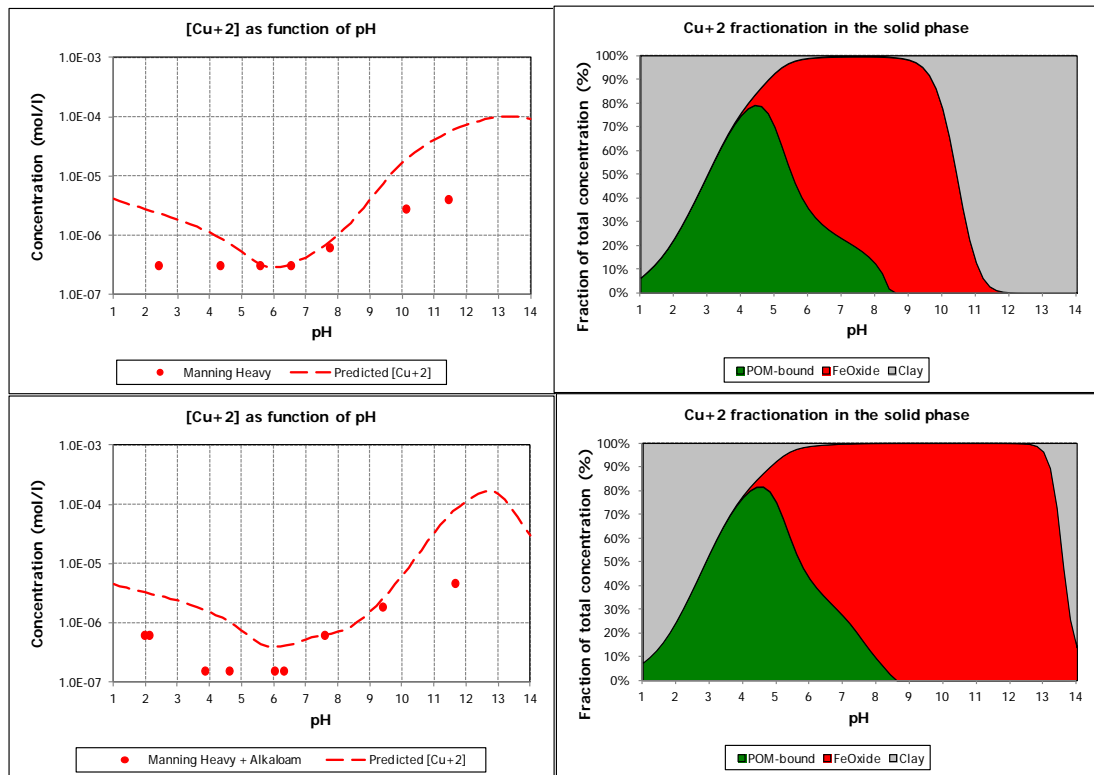 [Cu+2] as function of pH
Concentration (mol/l)
1.0E-03
1.0E-04
1.0E-05
1.0E-06
1.0E-07
1 2 3 4 5 6 7 8 9 10 11 12 13 14
pH
Manning Heavy Predicted [Cu+2]
Cu+2 fractionation in the solid phase
Fraction of total concentration (%)
100%
90%
80%
70%
60%
50%
40%
30%
20%
10%
0%
1 2 3 4 5 6 7 8 9 10 11 12 13 14
pH
POM-bound FeOxide Clay
[Cu+2] as function of pH
Concentration (mol/l)
1.0E-03
1.0E-04
1.0E-05
1.0E-06
1.0E-07
1 2 3 4 5 6 7 8 9 10 11 12 13 14
pH
Manning Heavy + Alkaloam Predicted [Cu+2]
Cu+2 fractionation in the solid phase
Fraction of total concentration (%)
100%
90%
80%
70%
60%
50%
40%
30%
20%
10%
0%
1 2 3 4 5 6 7 8 9 10 11 12 13 14
pH
POM-bound FeOxide Clay